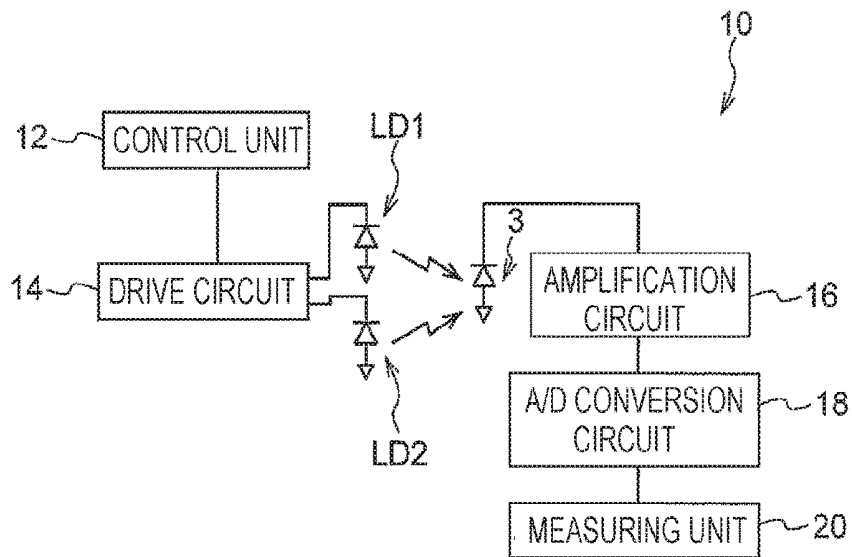 10
12
CONTROL UNIT
LD1
3
14
DRIVE CIRCUIT
AMPLIFICATION
CIRCUIT
16
LD2
A/D CONVERSION
CIRCUIT
18
MEASURING UNIT
20